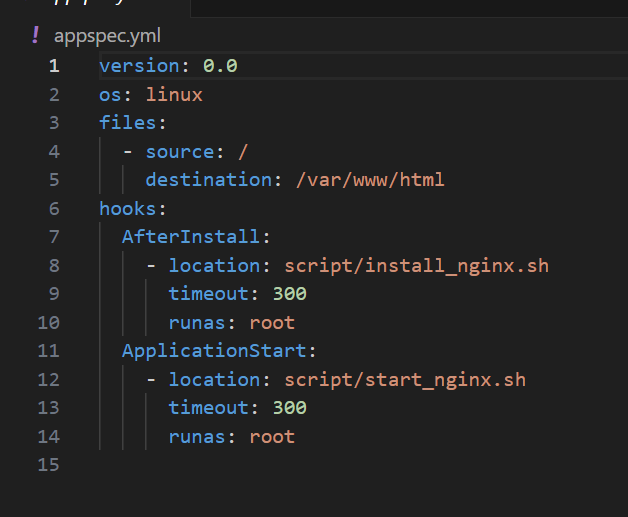 ! appspec.yml
1 version: 0.0
2 os: linux
3 files:
4 - source: /
5 destination: /var/www/html
6 hooks:
7 AfterInstall:
8 - location: script/install_nginx.sh
9 timeout: 300
10 runas: root
11 ApplicationStart:
12 - location: script/start_nginx.sh
13 timeout: 300
14 runas: root
15